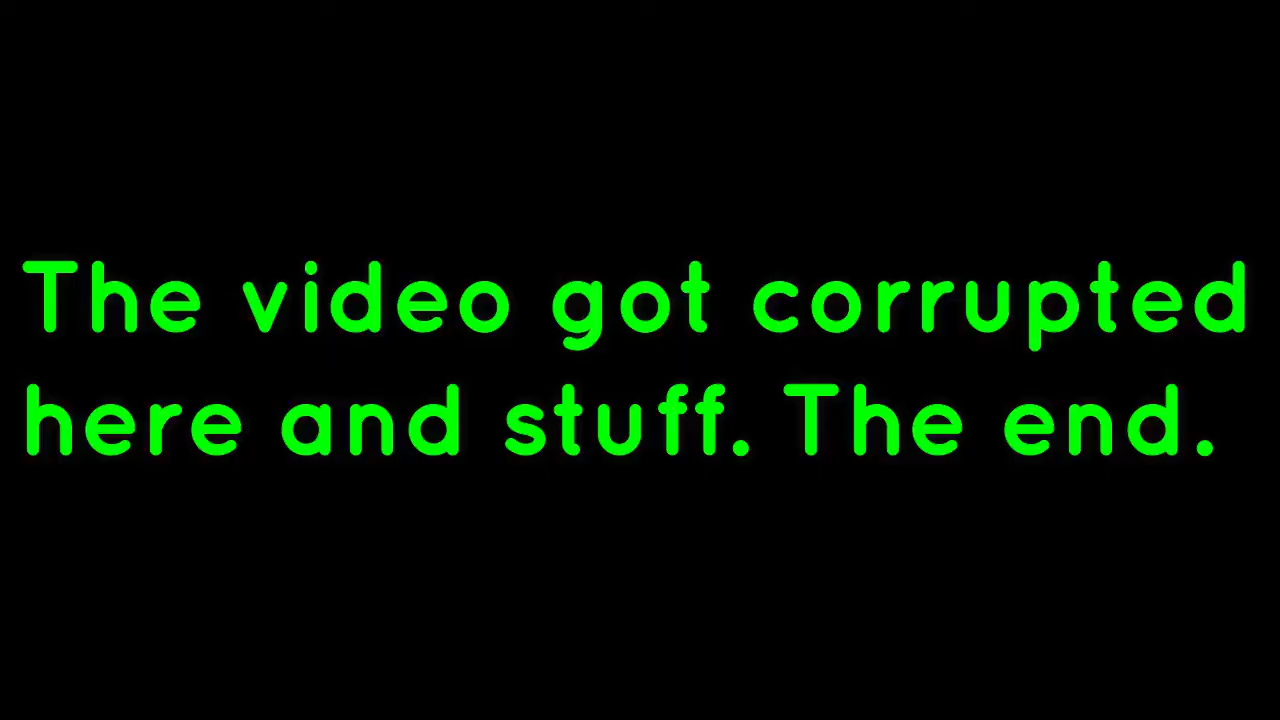 The video got corrupted
here and stuff. The end.